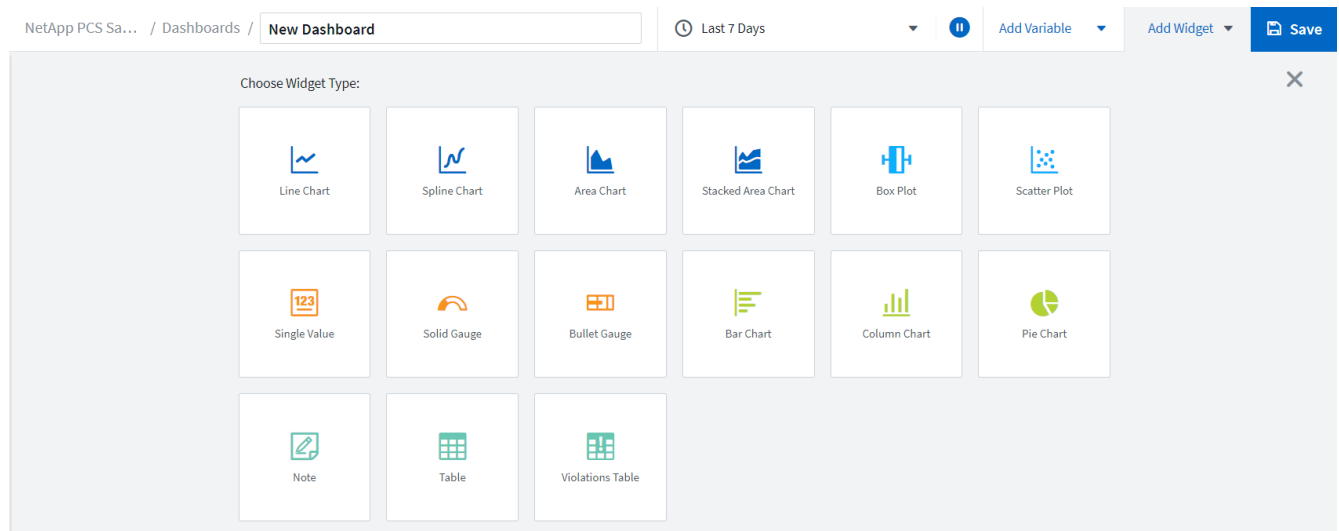 NetApp PCS Sa... / Dashboards / New Dashboard Last 7 Days Add Variable Add Widget Save
Choose Widget Type:
Line Chart Spline Chart Area Chart Stacked Area Chart Box Plot Scatter Plot
123
Single Value Solid Gauge Bullet Gauge Bar Chart Column Chart Pie Chart
Note Table Violations Table